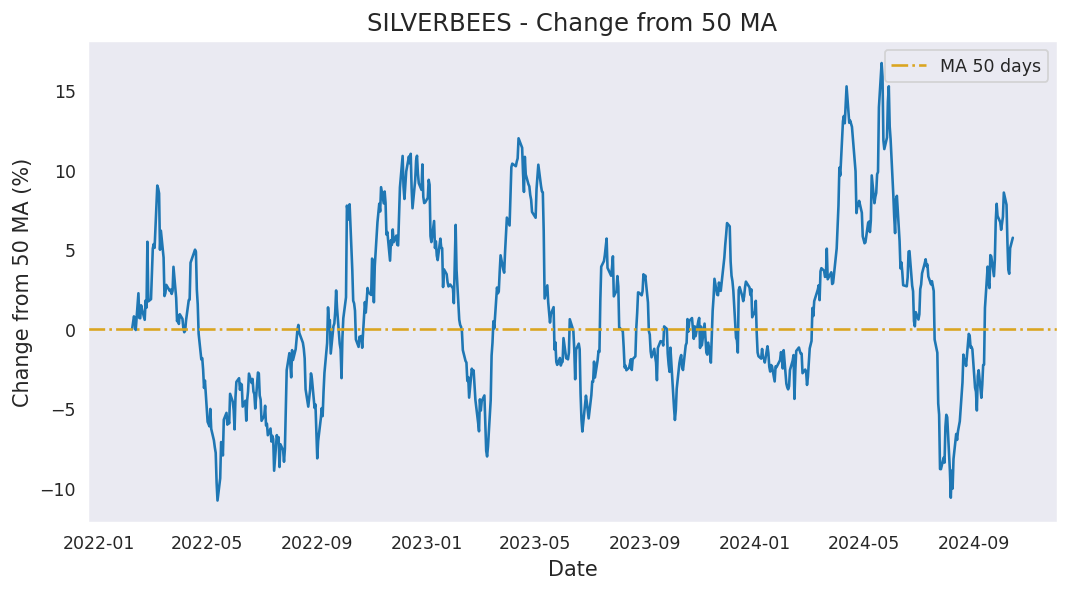 SILVERBEES - Change from 50 MA
MA 50 days
Change from 50 MA (%)
15
10
5
0
−5
−10
2022-01 2022-05 2022-09 2023-01 2023-05 2023-09 2024-01 2024-05 2024-09
Date